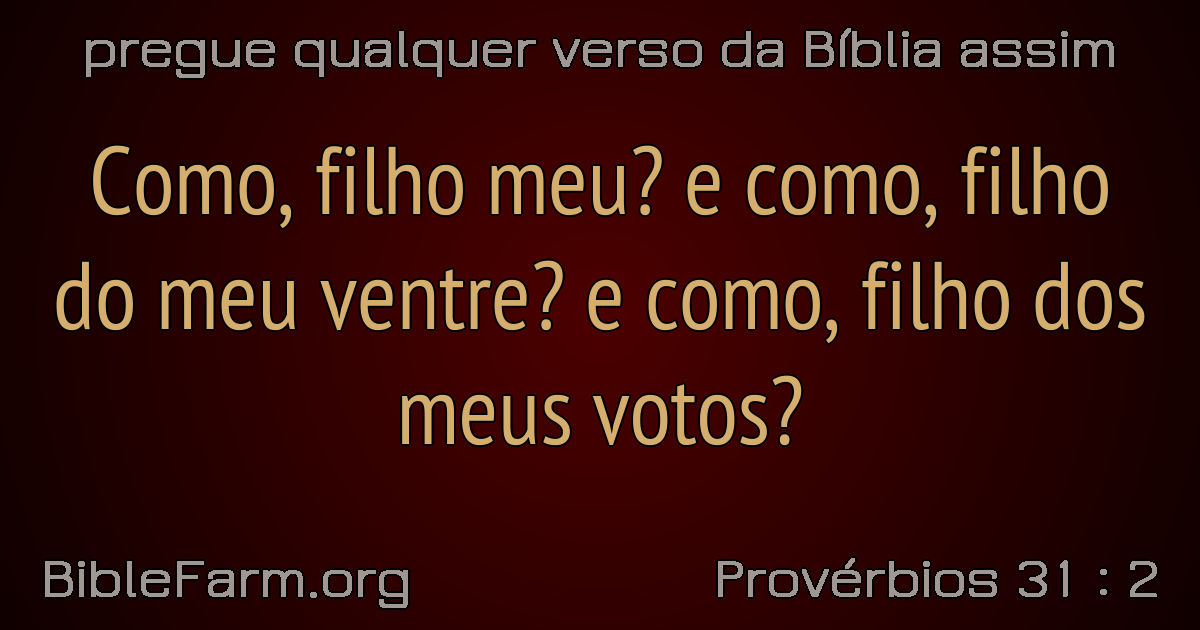 pregue qualquer verso da Bíblia assim
Como, filho meu? e como, filho
do meu ventre? e como, filho dos
meus votos?
BibleFarm.org
Provérbios 31 : 2